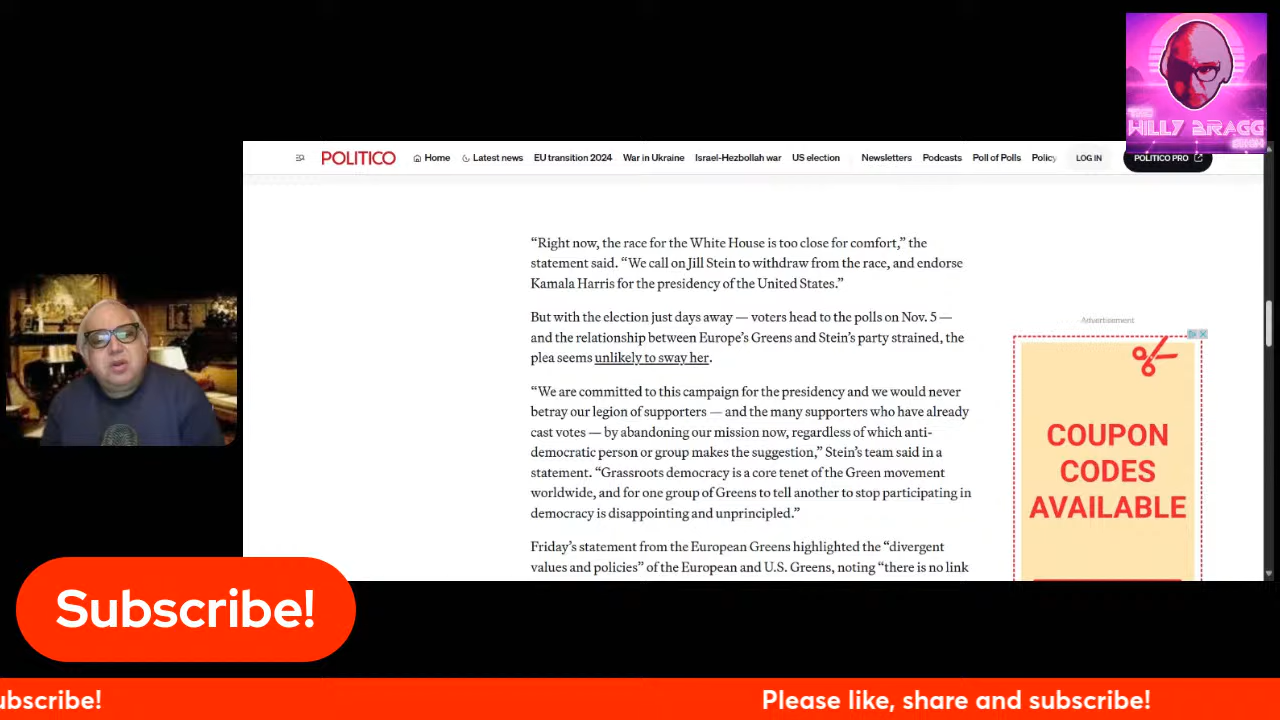 THE
WILLY BRAGG
SHOW
POLITICO
Home
Latest news
EU transition 2024
War in Ukraine
Israel-Hezbollah war
US election
Newsletters
Podcasts
Poll of Polls
Policy
LOG IN
POLITICO PRO
“Right now, the race for the White House is too close for comfort,” the
statement said. “We call on Jill Stein to withdraw from the race, and endorse
Kamala Harris for the presidency of the United States.”
But with the election just days away — voters head to the polls on Nov. 5 —
and the relationship between Europe’s Greens and Stein’s party strained, the
plea seems unlikely to sway her.
“We are committed to this campaign for the presidency and we would never
betray our legion of supporters — and the many supporters who have already
cast votes — by abandoning our mission now, regardless of which anti-
democratic person or group makes the suggestion,” Stein’s team said in a
statement. “Grassroots democracy is a core tenet of the Green movement
worldwide, and for one group of Greens to tell another to stop participating in
democracy is disappointing and unprincipled.”
Friday’s statement from the European Greens highlighted the “divergent
values and policies” of the European and U.S. Greens, noting “there is no link
Advertisement
COUPON
CODES
AVAILABLE
Subscribe!
ubscribe!
Please like, share and subscribe!